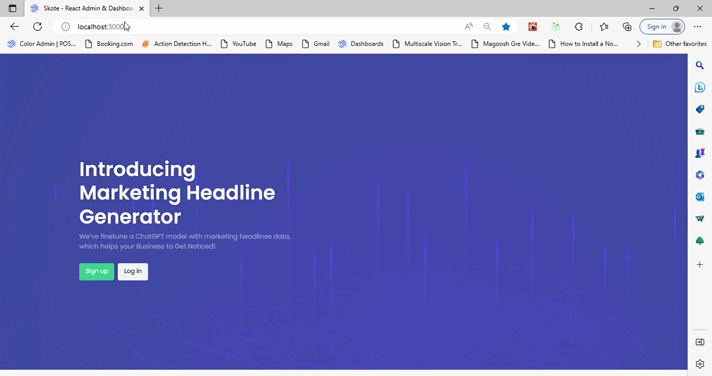 Skote - React Admin & Dashboa
localhost:3000
Sign in
Color Admin | POS...
Booking.com
Action Detection H...
YouTube
Maps
Gmail
Dashboards
Multiscale Vision Tr...
Magoosh Gre Vide...
How to Install a No...
Other favorites
Introducing
Marketing Headline
Generator
We've finetune a ChatGPT model with marketing headlines data,
which helps your Business to Get Noticed!.
Sign up
Log in